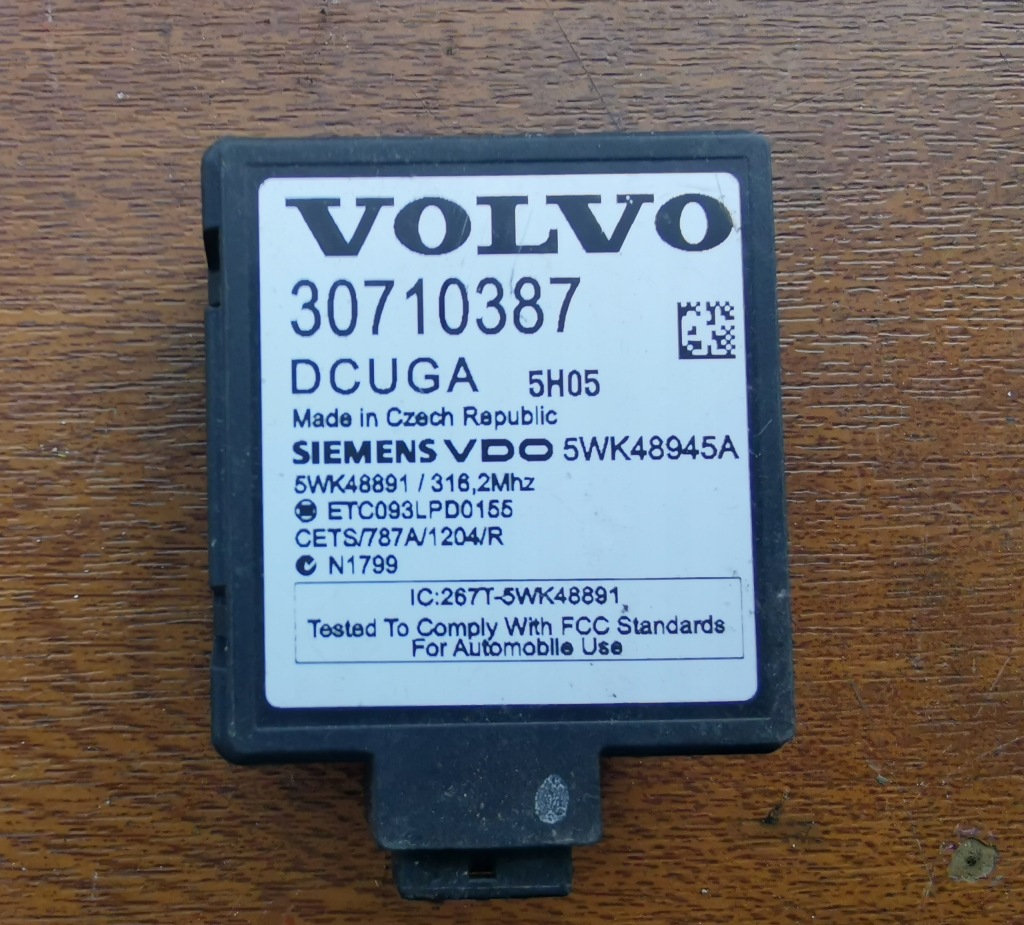 VOLVO
30710387
DCUGA 5H05
Made in Czech Republic
SIEMENS VDO 5WK48945A
5WK48891 / 316,2Mhz
ETC093LPD0155
CETS/787A/1204/R
N1799
IC:267T-5WK48891
Tested To Comply With FCC Standards
For Automobile Use